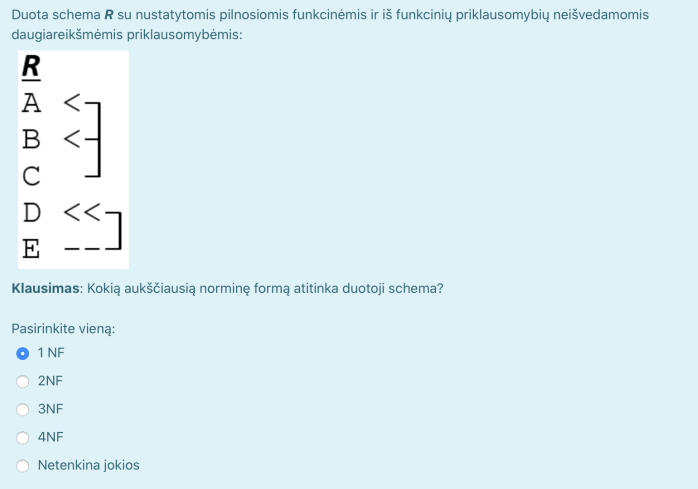 Duota schema R su nustatytomis pilnosiomis funkcinėmis ir iš funkcinių priklausomybių neišvedamomis
daugiareikšmėmis priklausomybėmis:
R
A <
B <
C
D <<
E --
Klausimas: Kokią aukščiausią norminę formą atitinka duotoji schema?
Pasirinkite vieną:
1 NF
2NF
3NF
4NF
Netenkina jokios